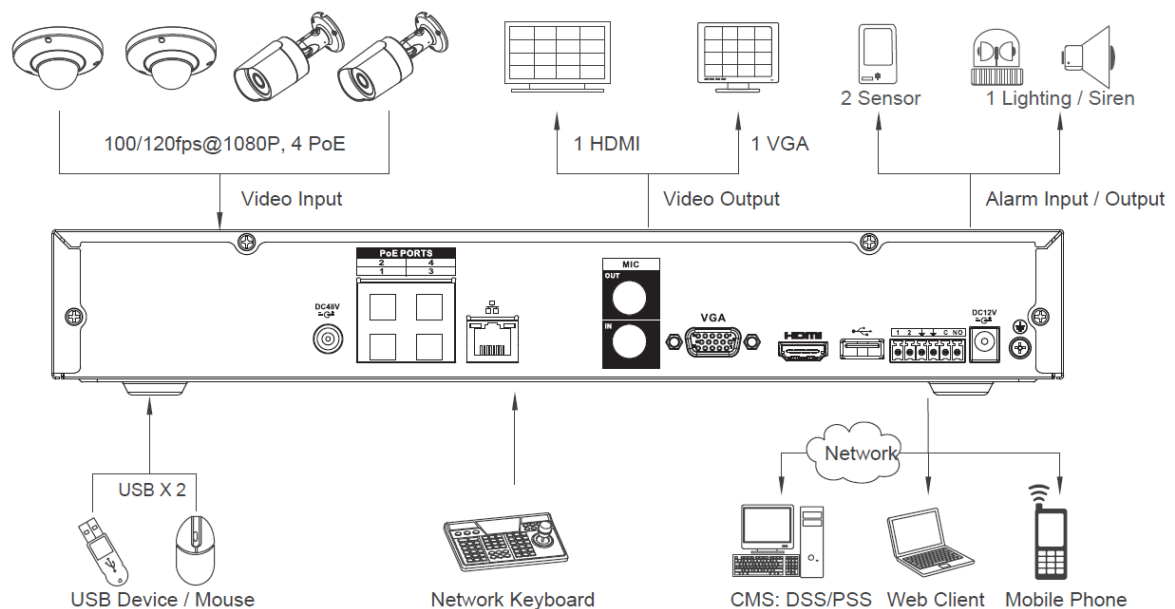 2 Sensor
1 Lighting / Siren
100/120fps@1080P, 4 PoE
1 HDMI
1 VGA
Video Input
Video Output
Alarm Input / Output
PoE PORTS
2 4
1 3
DC48V
MIC
OUT
IN
VGA
HDMI
1 2 C NO
DC12V
Network
USB X 2
USB Device / Mouse
Network Keyboard
CMS: DSS/PSS
Web Client
Mobile Phone